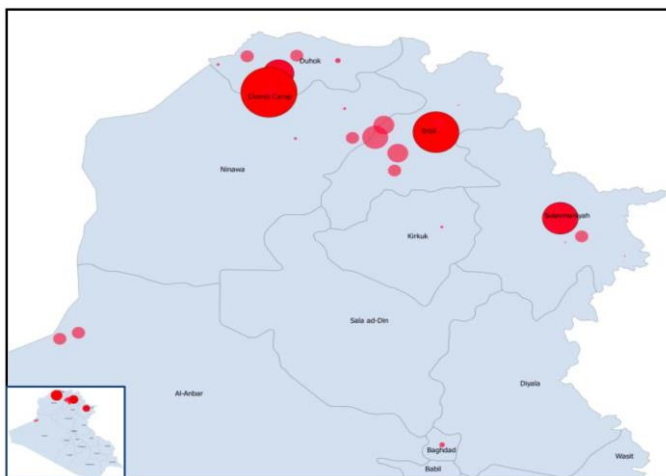 Duhok
Domiz Camp
Erbil
Ninawa
Sulaymaniyah
Kirkuk
Sala ad-Din
Al-Anbar
Diyala
Baghdad
Babil
Wasit